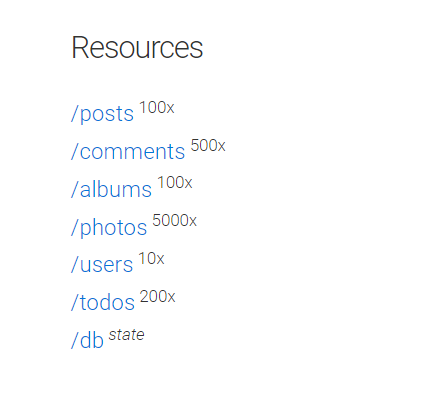 Resources
/posts 100x
/comments 500x
/albums 100x
/photos 5000x
/users 10x
/todos 200x
/db state